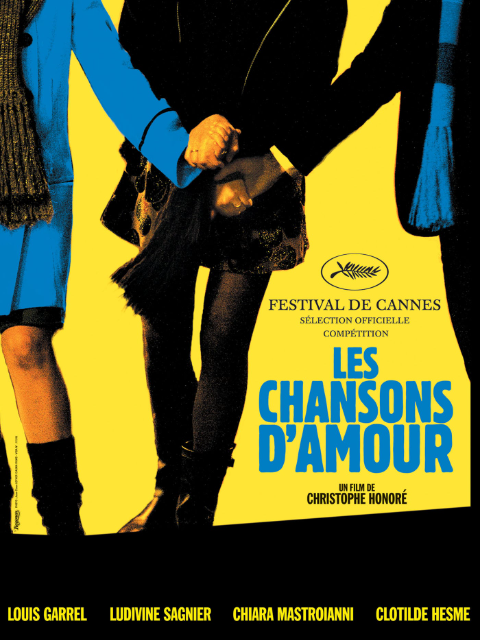 FESTIVAL DE CANNES
SÉLECTION OFFICIELLE
COMPÉTITION
LES
CHANSONS
D'AMOUR
UN FILM DE
CHRISTOPHE HONORÉ
LOUIS GARREL LUDIVINE SAGNIER CHIARA MASTROIANNI CLOTILDE HESME